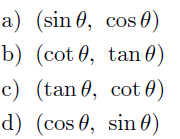 a) (sin θ, cos θ)
b) (cot θ, tan θ)
c) (tan θ, cot θ)
d) (cos θ, sin θ)